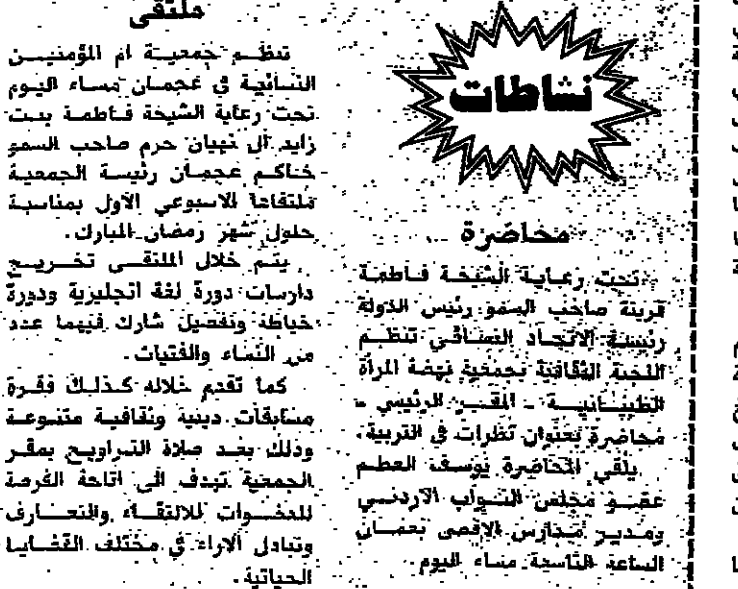 نشاطات
محاضرة
تحت رعاية الشيخة فاطمة
قرينة صاحب السمو رئيس الدولة
رئيسة الاتحاد النسائي تنظم
اللجنة الثقافية بجمعية نهضة المرأة
الظبيانية - المقر الرئيسي -
محاضرة بعنوان نظرات في التربية.
يلقي المحاضرة يوسف العظم
عضو مجلس النواب الأردني
ومدير مدارس الاقصى بعمان
الساعة التاسعة مساء اليوم.
ملتقى
تنظم جمعية ام المؤمنين
النسائية في عجمان مساء اليوم
تحت رعاية الشيخة فاطمة بنت
زايد آل نهيان حرم صاحب السمو
حاكم عجمان رئيسة الجمعية
ملتقاها الاسبوعي الأول بمناسبة
حلول شهر رمضان المبارك.
يتم خلال الملتقى تخريج
دارسات دورة لغة انجليزية ودورة
خياطة وتفصيل شارك فيهما عدد
من النساء والفتيات.
كما تقدم خلاله كذلك فقرة
مسابقات دينية وثقافية متنوعة
وذلك بعد صلاة التراويح بمقر
الجمعية تهدف الى اتاحة الفرصة
للعضوات للالتقاء والتعارف
وتبادل الآراء في مختلف القضايا
الحياتية.